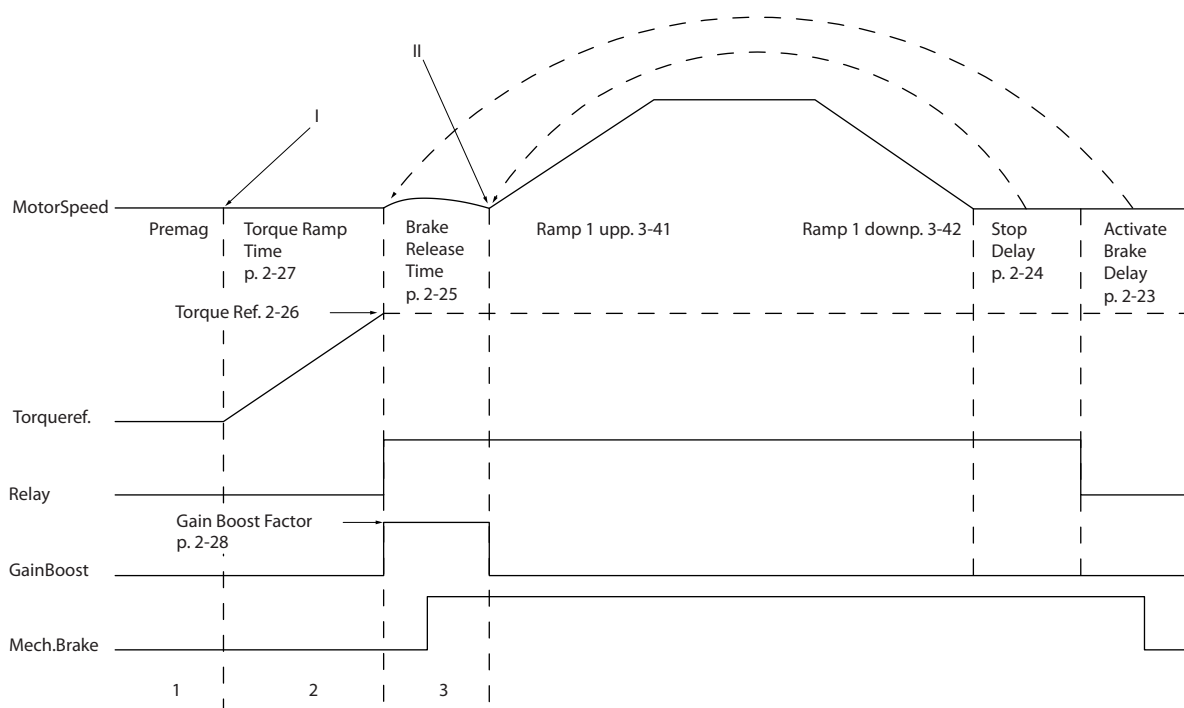 II
I
MotorSpeed
Premag
Torque Ramp
Time
p. 2-27
Brake
Release
Time
p. 2-25
Ramp 1 upp. 3-41
Ramp 1 downp. 3-42
Stop
Delay
p. 2-24
Activate
Brake
Delay
p. 2-23
Torque Ref. 2-26
Torqueref.
Relay
Gain Boost Factor
p. 2-28
GainBoost
Mech.Brake
1
2
3